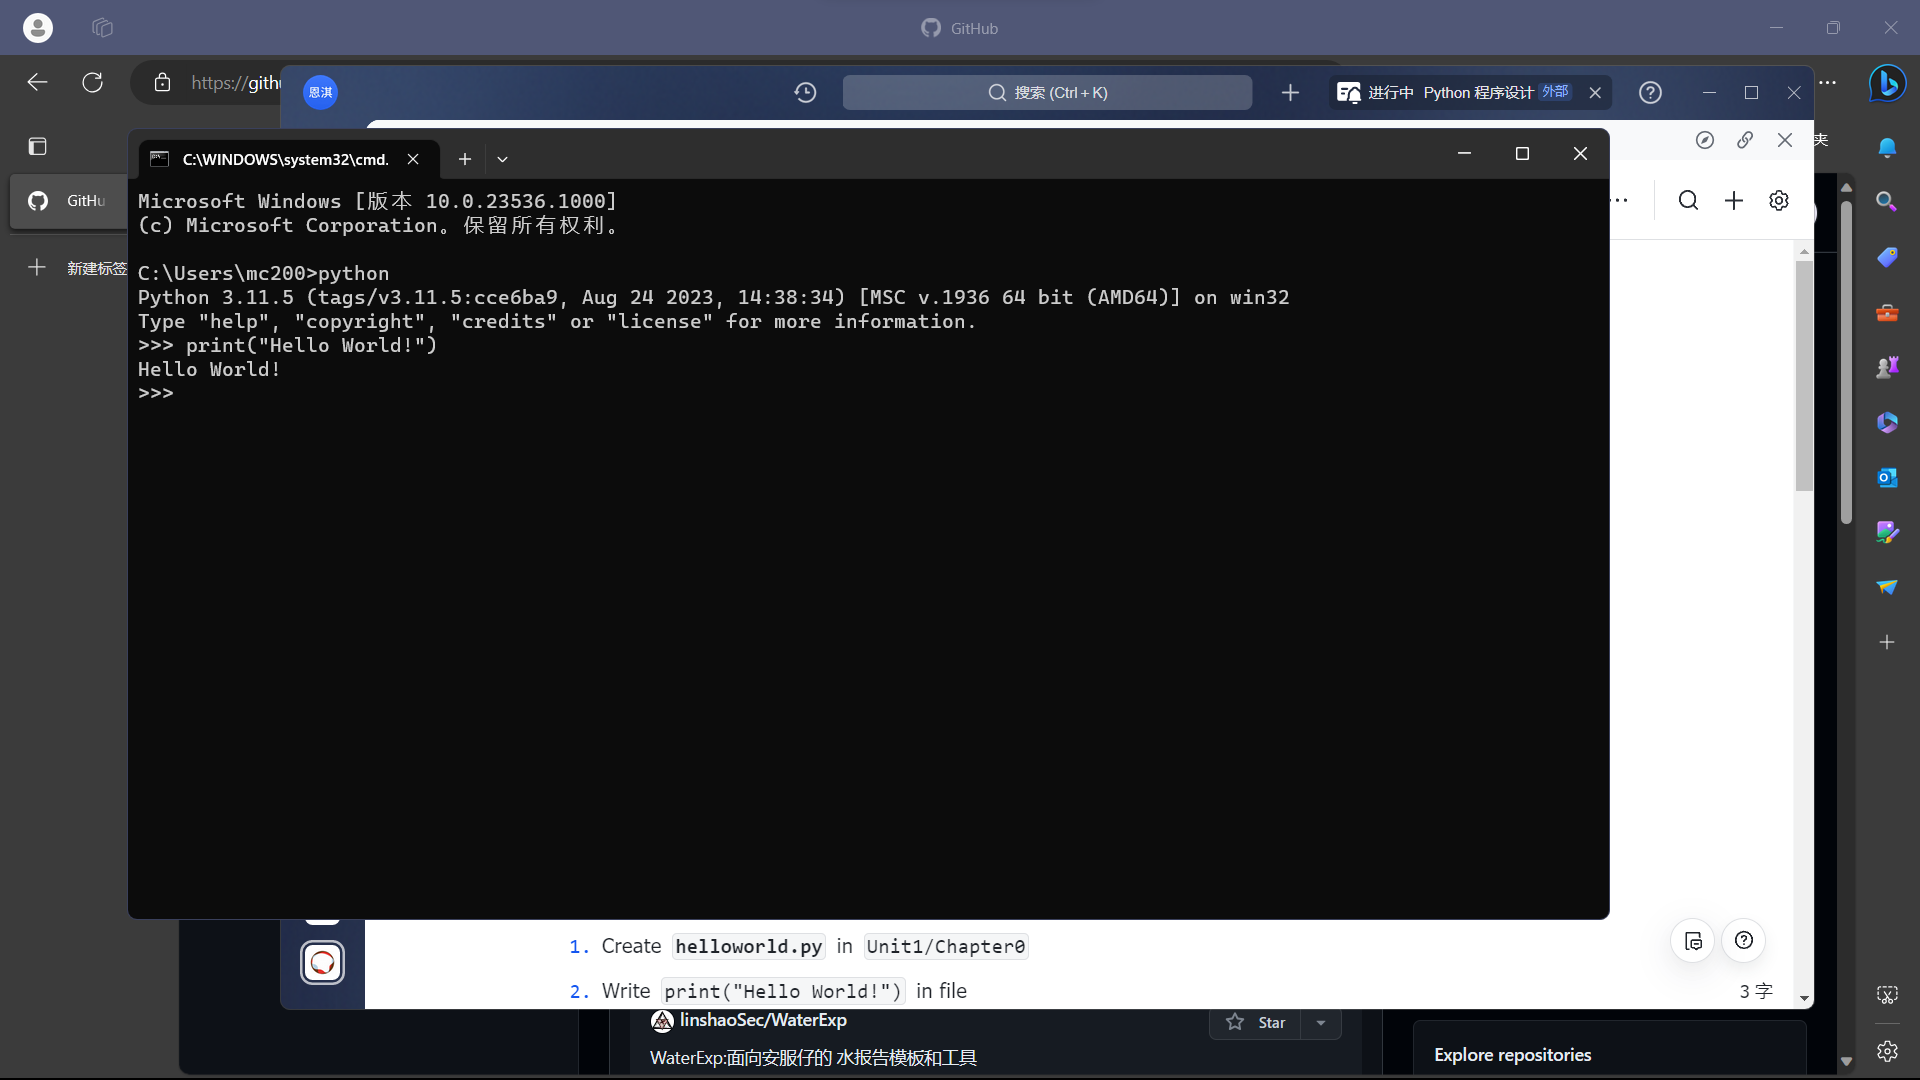 GitHub
https://gith
恩淇
搜索 (Ctrl + K)
进行中 Python 程序设计 外部
夹
C:\WINDOWS\system32\cmd.
GitHu
新建标签
Microsoft Windows [版本 10.0.23536.1000]
(c) Microsoft Corporation。保留所有权利。
C:\Users\mc200>python
Python 3.11.5 (tags/v3.11.5:cce6ba9, Aug 24 2023, 14:38:34) [MSC v.1936 64 bit (AMD64)] on win32
Type "help", "copyright", "credits" or "license" for more information.
>>> print("Hello World!")
Hello World!
>>>
1. Create helloworld.py in Unit1/Chapter0
2. Write print("Hello World!") in file
3 字
linshaoSec/WaterExp
Star
WaterExp:面向安服仔的 水报告模板和工具
Explore repositories